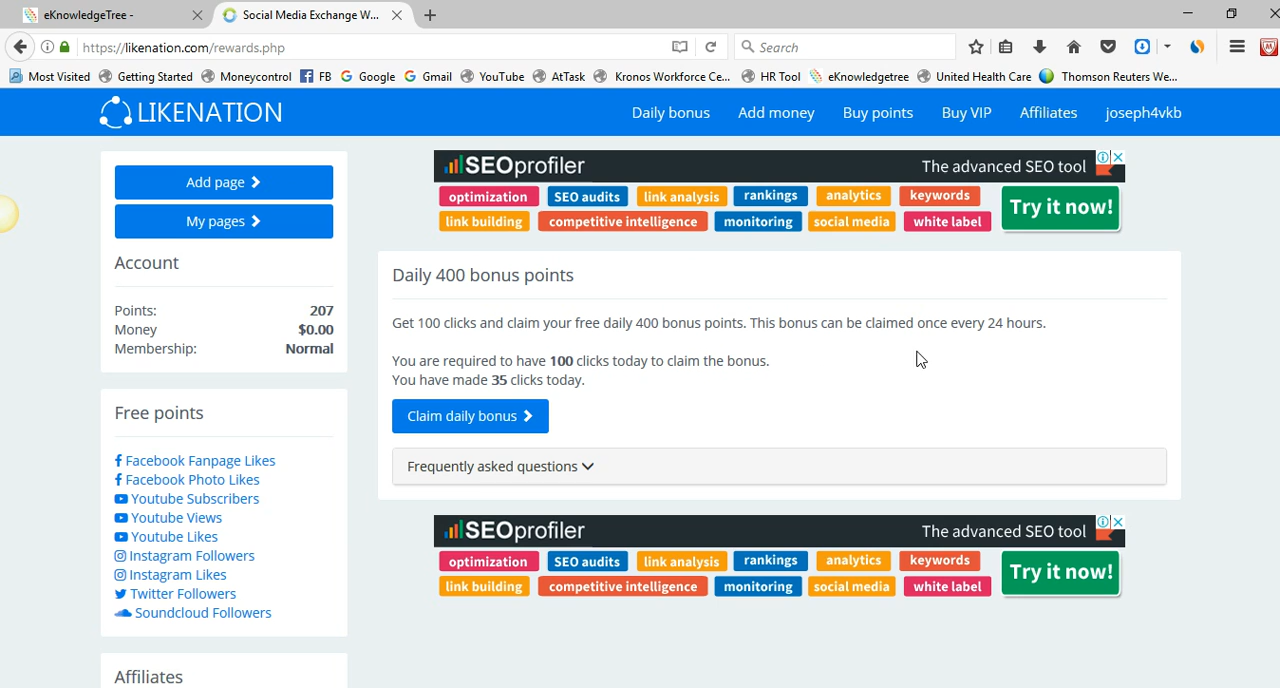 eKnowledgeTree -
Social Media Exchange W...
https://likenation.com/rewards.php
Search
Most Visited Getting Started Moneycontrol FB Google Gmail YouTube AtTask Kronos Workforce Ce... HR Tool eKnowledgetree United Health Care Thomson Reuters We...
LIKENATION
Daily bonus Add money Buy points Buy VIP Affiliates joseph4vkb
Add page
My pages
Account
Points: 207
Money $0.00
Membership: Normal
Free points
Facebook Fanpage Likes
Facebook Photo Likes
Youtube Subscribers
Youtube Views
Youtube Likes
Instagram Followers
Instagram Likes
Twitter Followers
Soundcloud Followers
Affiliates
SEOprofiler The advanced SEO tool
optimization SEO audits link analysis rankings analytics keywords
link building competitive intelligence monitoring social media white label
Try it now!
Daily 400 bonus points
Get 100 clicks and claim your free daily 400 bonus points. This bonus can be claimed once every 24 hours.
You are required to have 100 clicks today to claim the bonus.
You have made 35 clicks today.
Claim daily bonus
Frequently asked questions
SEOprofiler The advanced SEO tool
optimization SEO audits link analysis rankings analytics keywords
link building competitive intelligence monitoring social media white label
Try it now!